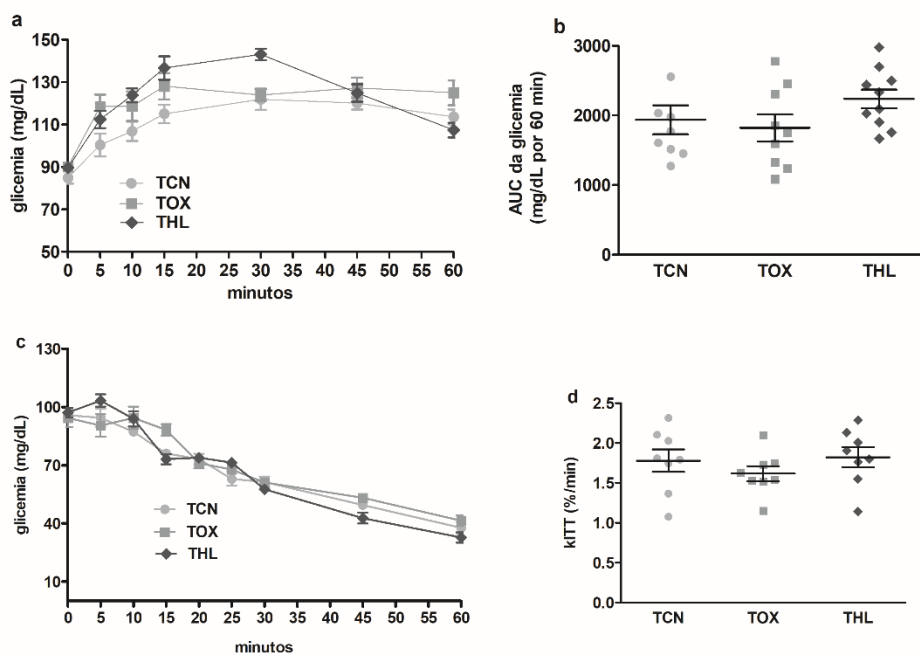 a
150
130
110
90
70
50
glicemia (mg/dL)
TCN
TOX
THL
0 5 10 15 20 25 30 35 40 45 50 55 60
minutos
b
3000
2000
1000
0
AUC da glicemia
(mg/dL por 60 min)
TCN TOX THL
c
130
100
70
40
10
glicemia (mg/dL)
TCN
TOX
THL
0 5 10 15 20 25 30 35 40 45 50 55 60
minutos
d
2.5
2.0
1.5
1.0
0.5
0.0
kITT (%/min)
TCN TOX THL